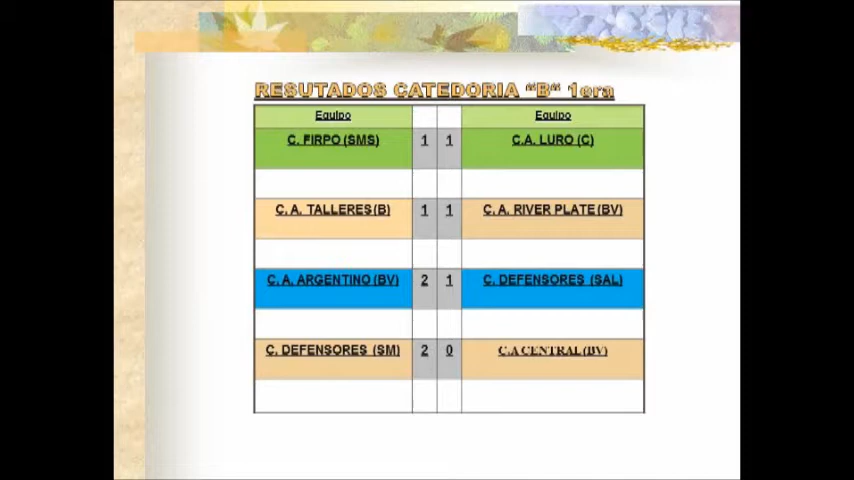 RESUTADOS CATEDORIA "B" 1era
Equipo Equipo
C. FIRPO (SMS) 1 1 C.A. LURO (C)
C. A. TALLERES (B) 1 1 C. A. RIVER PLATE (BV)
C. A. ARGENTINO (BV) 2 1 C. DEFENSORES (SAL)
C. DEFENSORES (SM) 2 0 C.A CENTRAL (BV)